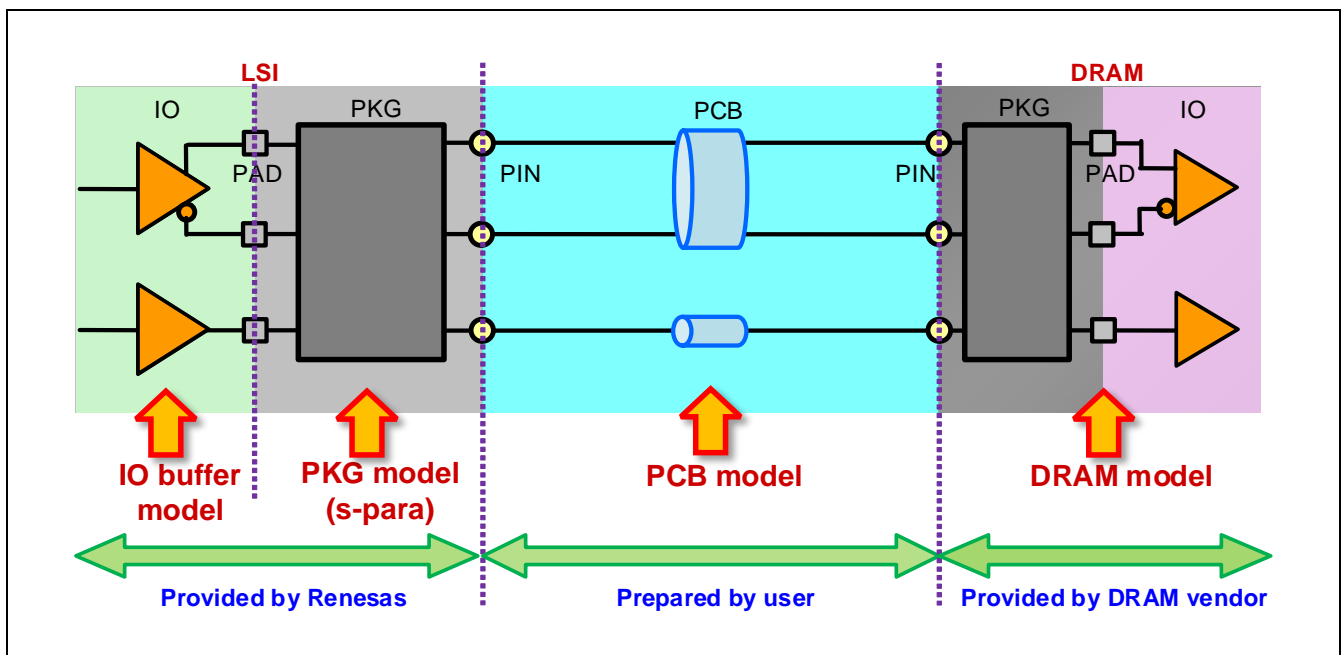 LSI
DRAM
IO
PKG
PCB
PKG
IO
PAD
PIN
PIN
PAD
IO buffer
model
PKG model
(s-para)
PCB model
DRAM model
Provided by Renesas
Prepared by user
Provided by DRAM vendor